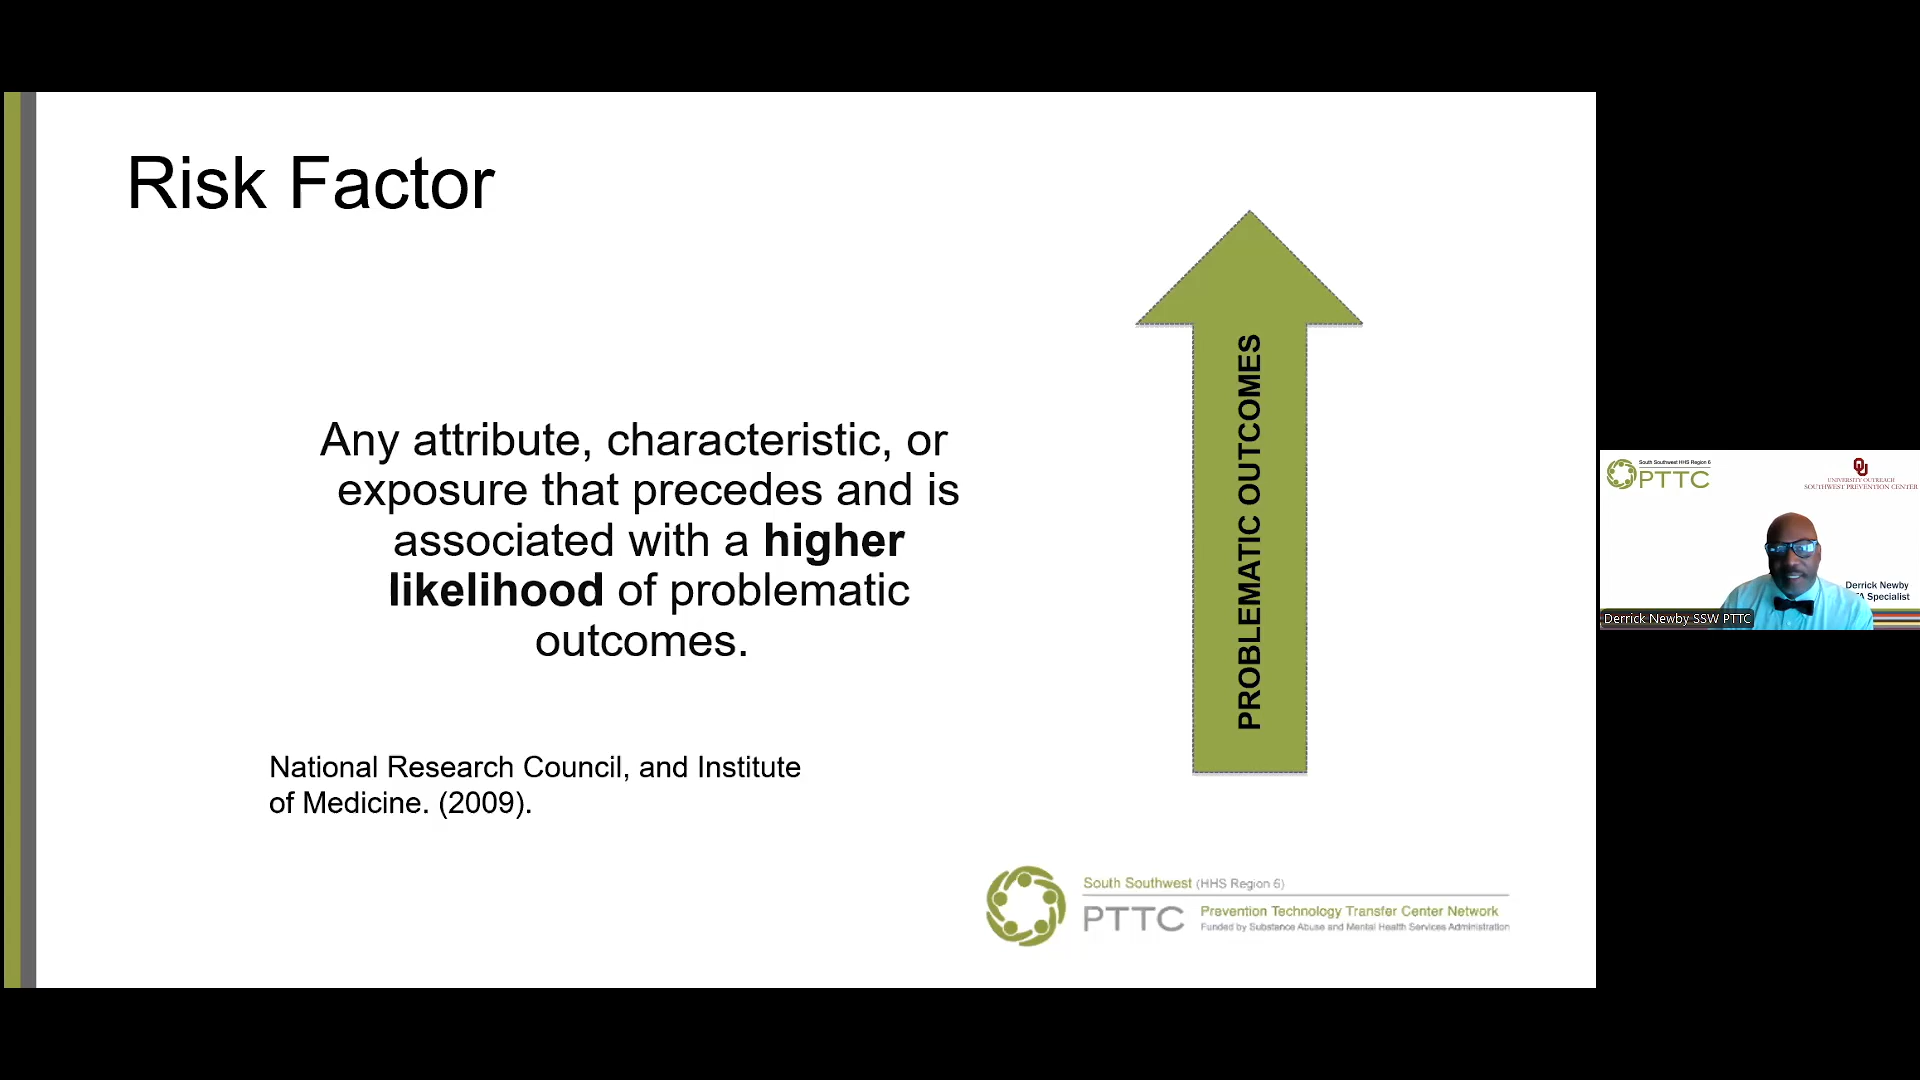 Risk Factor
Any attribute, characteristic, or
exposure that precedes and is
associated with a higher
likelihood of problematic
outcomes.
National Research Council, and Institute
of Medicine. (2009).
PROBLEMATIC OUTCOMES
South Southwest (HHS Region 6)
PTTC
Prevention Technology Transfer Center Network
Funded by Substance Abuse and Mental Health Services Administration
South Southwest HHS Region 6
PTTC
OU
UNIVERSITY OUTREACH
SOUTHWEST PREVENTION CENTER
Derrick Newby
Specialist
Derrick Newby SSW PTTC